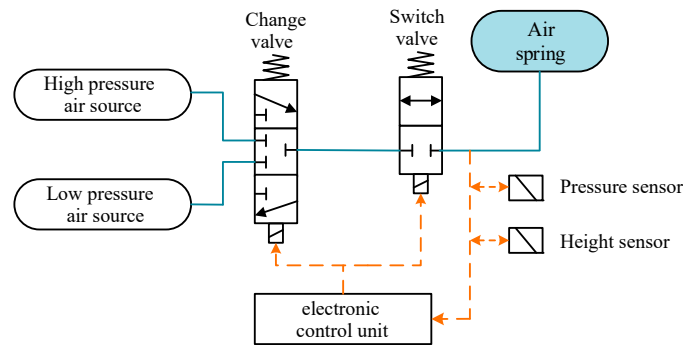 Change
valve
Switch
valve
Air
spring
High pressure
air source
Low pressure
air source
Pressure sensor
Height sensor
electronic
control unit